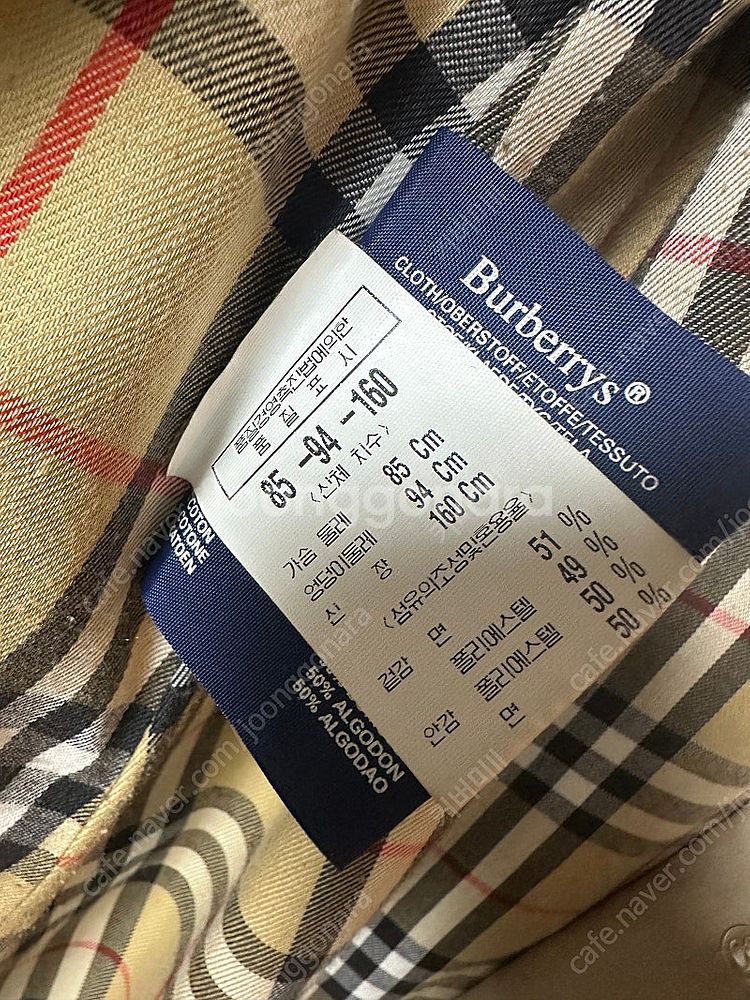 Burberrys®
CLOTH/OBERSTOFF/ETOFFE/TESSUTO
품질경영촉진법에의한
품 질 표 시
85 -94 -160
<신체 치수>
가슴 둘레 85 Cm
엉덩이둘레 94 Cm
신 장 160 Cm
<섬유의조성및혼용율>
겉감 면 51 %
폴리에스텔 49 %
안감 폴리에스텔 50 %
면 50 %
COTONE
50% ALGODON
50% ALGODAO
joonggonara
cafe.naver.com/joonggonara